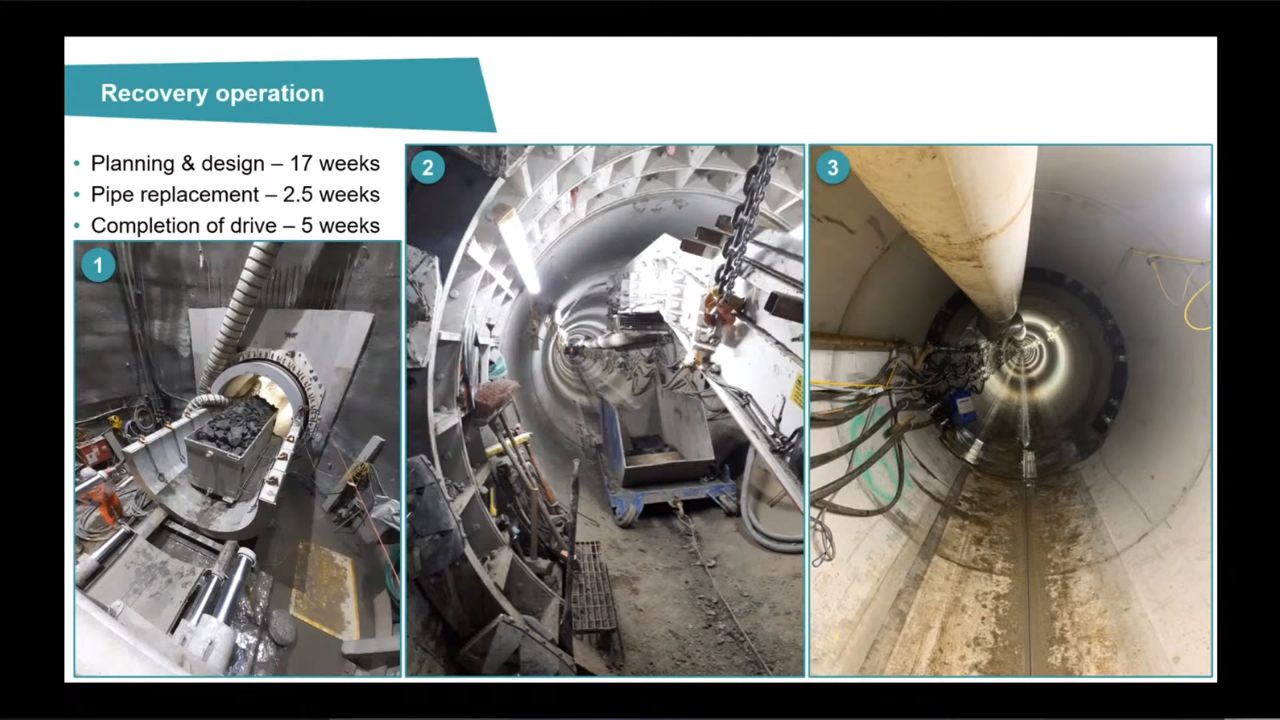 Recovery operation
• Planning & design – 17 weeks
• Pipe replacement – 2.5 weeks
• Completion of drive – 5 weeks
1
2
3